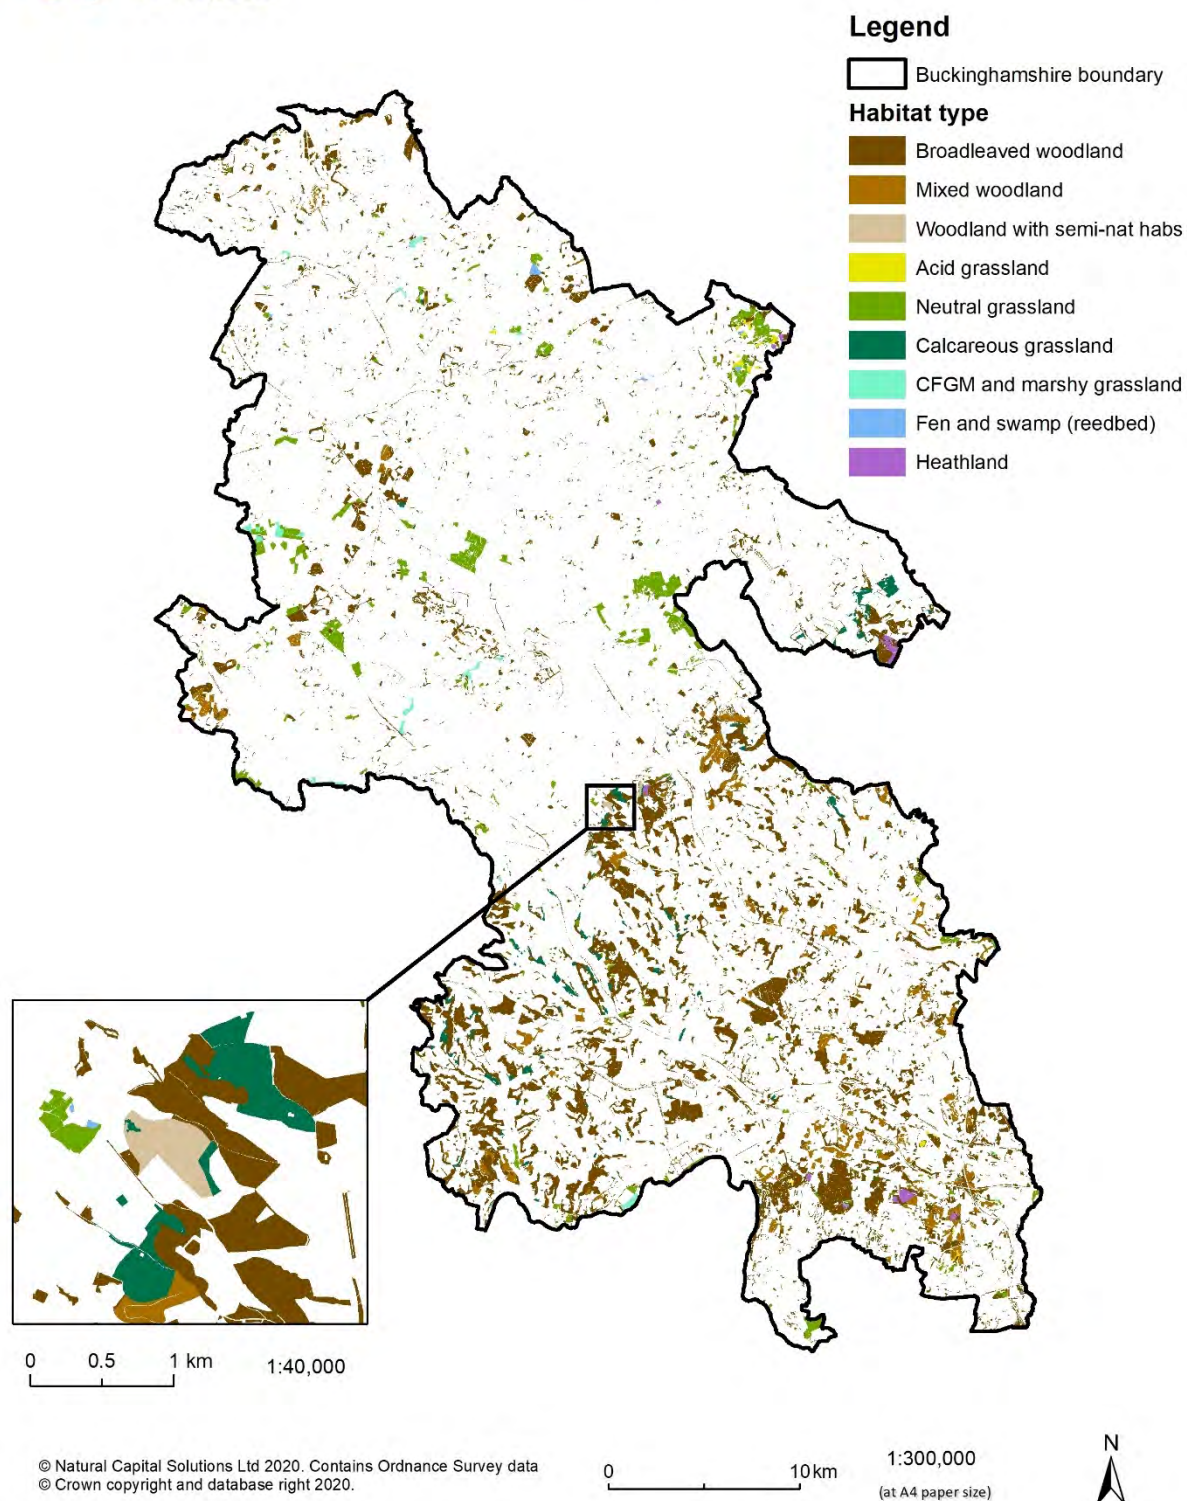 Legend
Buckinghamshire boundary
Habitat type
Broadleaved woodland
Mixed woodland
Woodland with semi-nat habs
Acid grassland
Neutral grassland
Calcareous grassland
CFGM and marshy grassland
Fen and swamp (reedbed)
Heathland
0 0.5 1 km 1:40,000
N
© Natural Capital Solutions Ltd 2020. Contains Ordnance Survey data
© Crown copyright and database right 2020.
0 10km
1:300,000
(at A4 paper size)